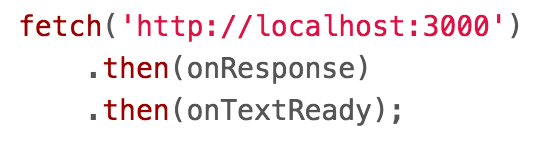 fetch('http://localhost:3000')
    .then(onResponse)
    .then(onTextReady);